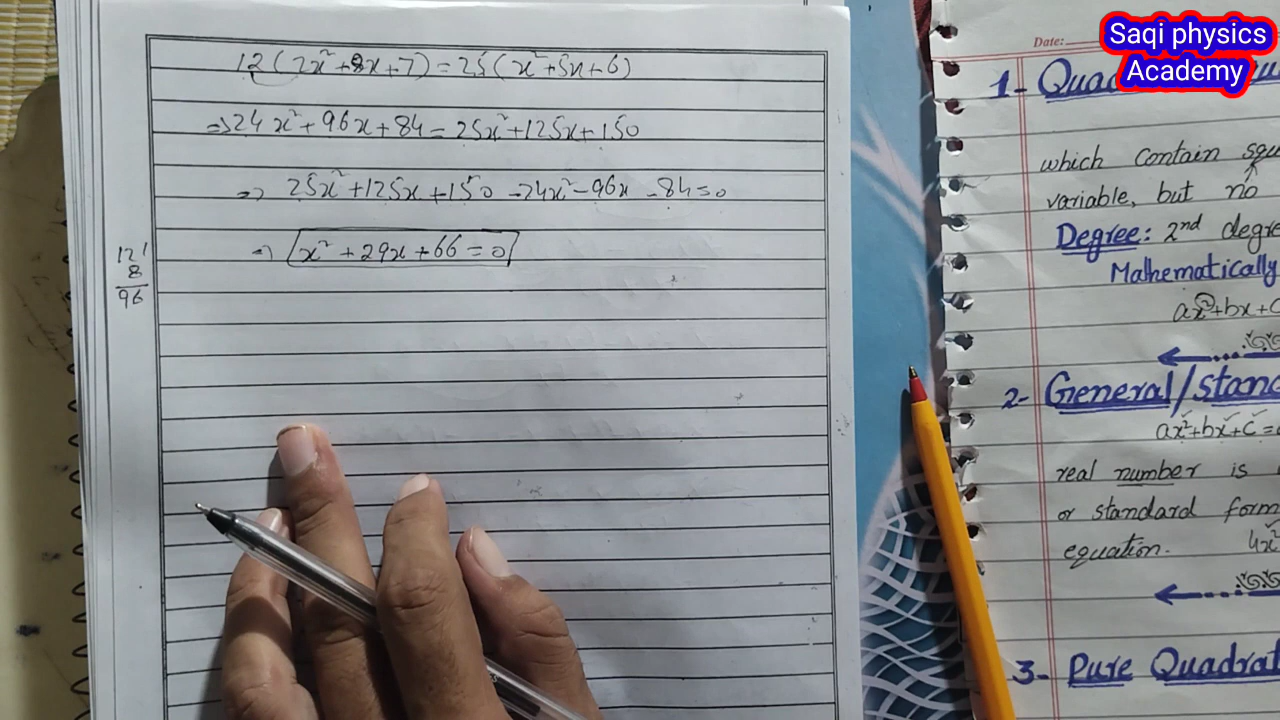 12(2x²+8x+7)=25(x²+5x+6)
⇒24x²+96x+84=25x²+125x+150
⇒ 25x²+125x+150-24x²-96x-84=0
⇒ x²+29x+66=0
12
8
96
Saqi physics
Academy
Date:
1-
which contain
variable, but no
Degree: 2nd degre
Mathematically
ax²+bx+c
2- General/stand
ax²+bx+c=
real number is
or standard form
equation. 4x²
3- Pure Quadrat